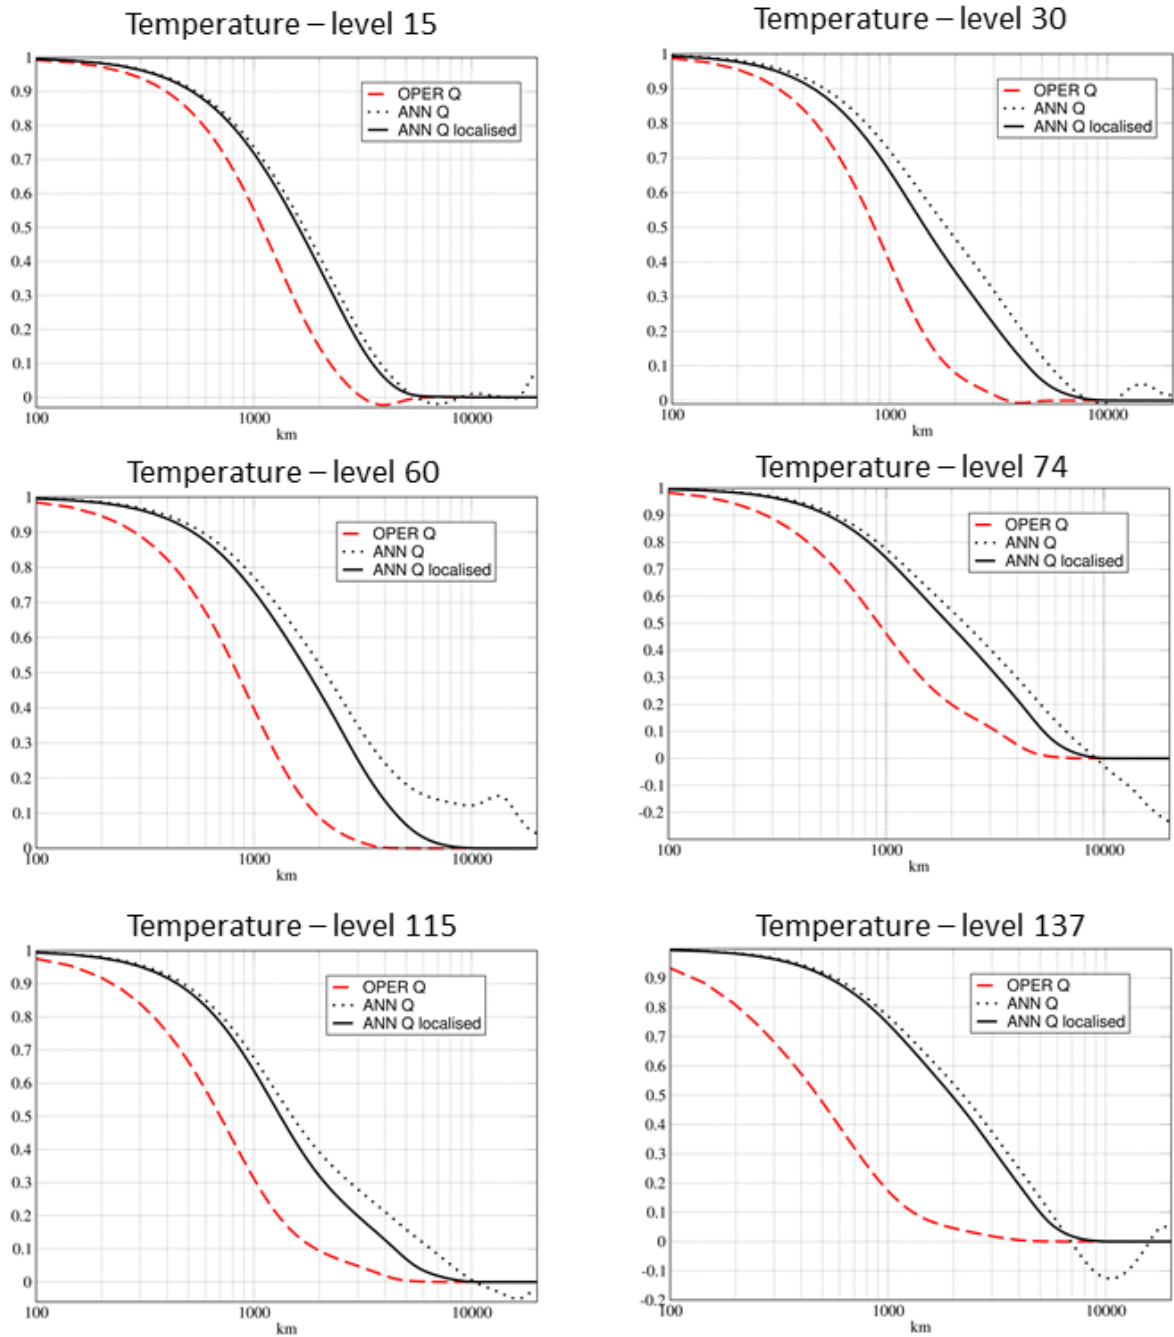 Temperature – level 15
1
0.9
0.8
0.7
0.6
0.5
0.4
0.3
0.2
0.1
0
OPER Q
ANN Q
ANN Q localised
100
1000
10000
km
Temperature – level 30
1
0.9
0.8
0.7
0.6
0.5
0.4
0.3
0.2
0.1
0
OPER Q
ANN Q
ANN Q localised
100
1000
10000
km
Temperature – level 60
1
0.9
0.8
0.7
0.6
0.5
0.4
0.3
0.2
0.1
0
OPER Q
ANN Q
ANN Q localised
100
1000
10000
km
Temperature – level 74
1
0.9
0.8
0.7
0.6
0.5
0.4
0.3
0.2
0.1
0
-0.1
-0.2
OPER Q
ANN Q
ANN Q localised
100
1000
10000
km
Temperature – level 115
1
0.9
0.8
0.7
0.6
0.5
0.4
0.3
0.2
0.1
0
OPER Q
ANN Q
ANN Q localised
100
1000
10000
km
Temperature – level 137
0.9
0.8
0.7
0.6
0.5
0.4
0.3
0.2
0.1
0
-0.1
-0.2
OPER Q
ANN Q
ANN Q localised
100
1000
10000
km